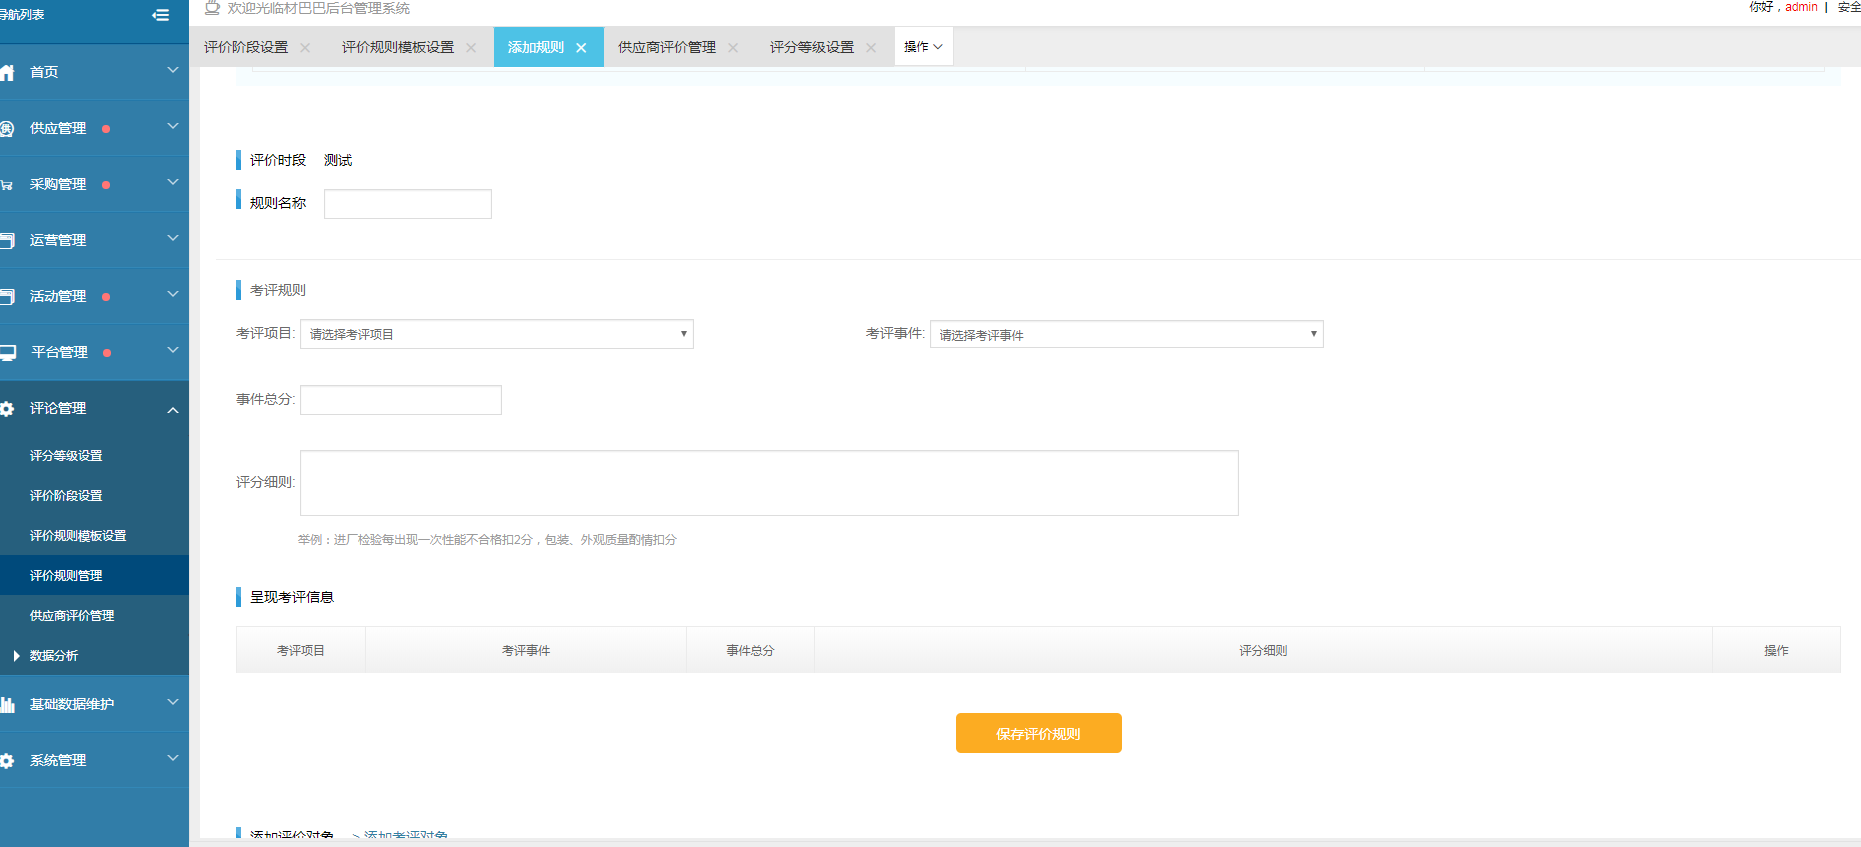 导航列表
欢迎光临材巴巴后台管理系统
你好，admin | 安全
评价阶段设置 评价规则模板设置 添加规则 供应商评价管理 评分等级设置 操作
首页
供应管理
采购管理
运营管理
活动管理
平台管理
评论管理
评分等级设置
评价阶段设置
评价规则模板设置
评价规则管理
供应商评价管理
数据分析
基础数据维护
系统管理
评价时段 测试
规则名称
考评规则
考评项目: 请选择考评项目 考评事件: 请选择考评事件
事件总分:
评分细则:
举例：进厂检验每出现一次性能不合格扣2分，包装、外观质量酌情扣分
呈现考评信息
考评项目 考评事件 事件总分 评分细则 操作
保存评价规则
添加评价对象 > 添加考评对象